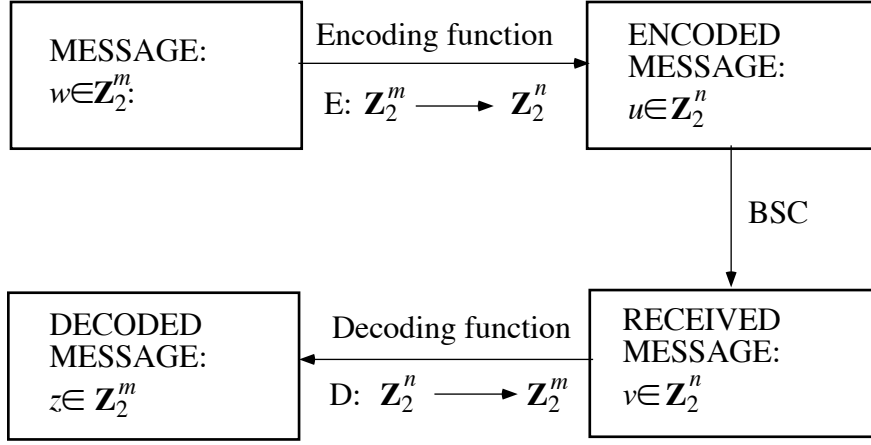 MESSAGE:
w∈Z₂ᵐ:
Encoding function
E: Z₂ᵐ ⟶ Z₂ⁿ
ENCODED
MESSAGE:
u∈Z₂ⁿ
BSC
DECODED
MESSAGE:
z∈ Z₂ᵐ
Decoding function
D: Z₂ⁿ ⟶ Z₂ᵐ
RECEIVED
MESSAGE:
v∈Z₂ⁿ